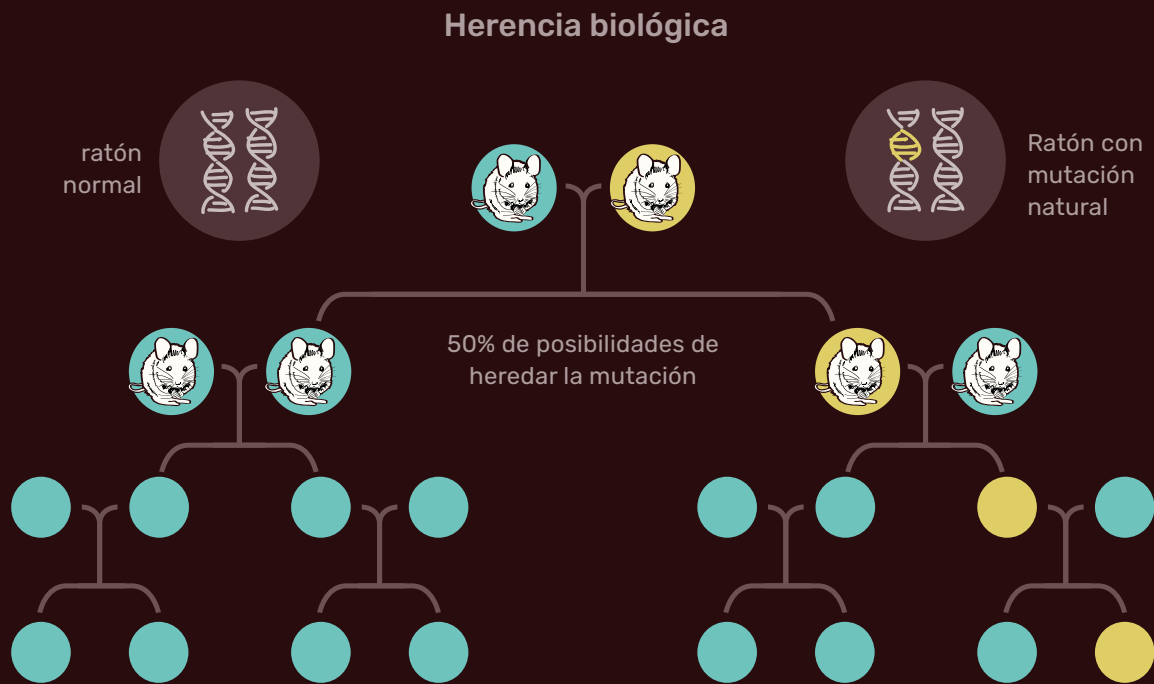 Herencia biológica
ratón
normal
Ratón con
mutación
natural
50% de posibilidades de
heredar la mutación